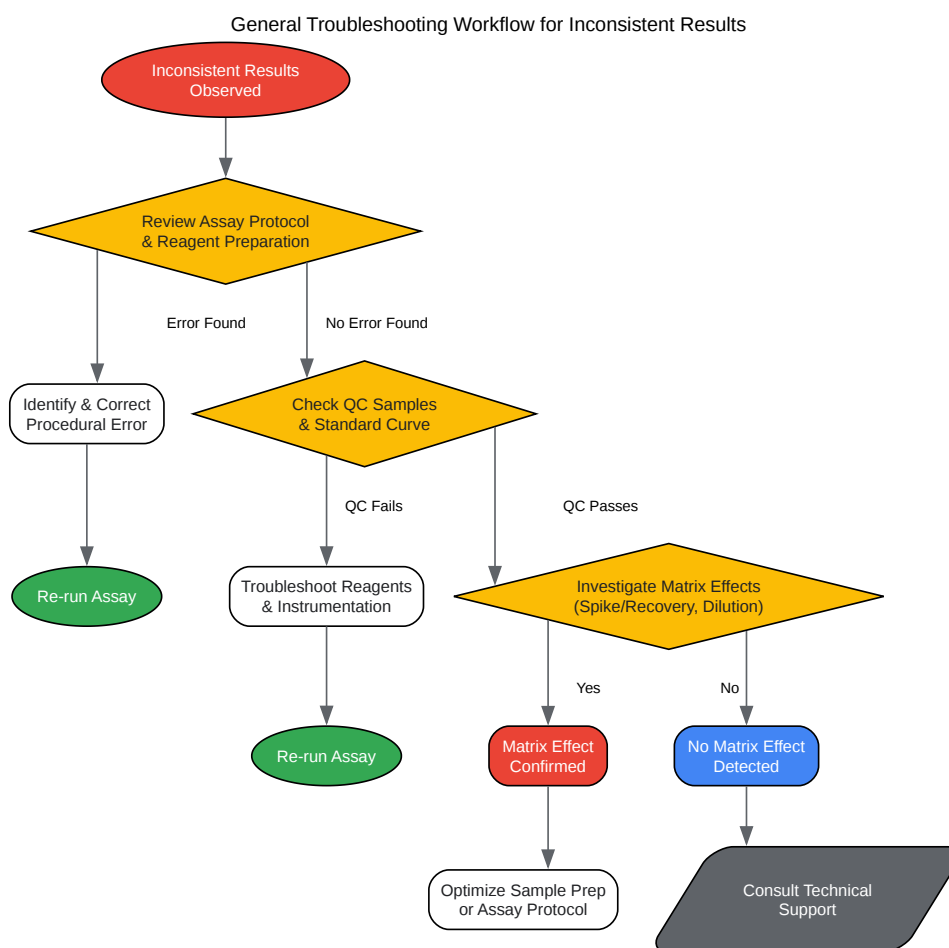 General Troubleshooting Workflow for Inconsistent Results
Inconsistent Results
Observed
Review Assay Protocol
& Reagent Preparation
Error Found
No Error Found
Identify & Correct
Procedural Error
Check QC Samples
& Standard Curve
QC Fails
QC Passes
Re-run Assay
Troubleshoot Reagents
& Instrumentation
Investigate Matrix Effects
(Spike/Recovery, Dilution)
Yes
No
Re-run Assay
Matrix Effect
Confirmed
No Matrix Effect
Detected
Optimize Sample Prep
or Assay Protocol
Consult Technical
Support